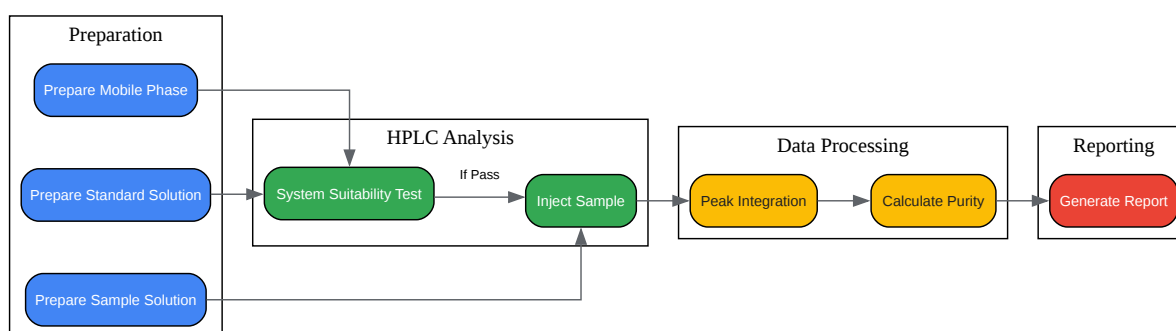 Preparation
Prepare Mobile Phase
Prepare Standard Solution
Prepare Sample Solution
HPLC Analysis
System Suitability Test
If Pass
Inject Sample
Data Processing
Peak Integration
Calculate Purity
Reporting
Generate Report